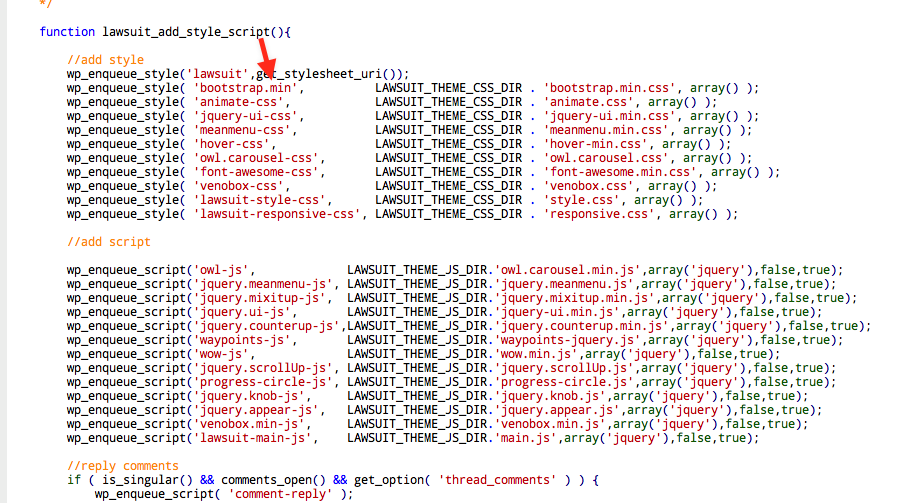 */
function lawsuit_add_style_script(){
//add style
wp_enqueue_style('lawsuit',get_stylesheet_uri());
wp_enqueue_style( 'bootstrap.min', LAWSUIT_THEME_CSS_DIR . 'bootstrap.min.css', array() );
wp_enqueue_style( 'animate-css', LAWSUIT_THEME_CSS_DIR . 'animate.css', array() );
wp_enqueue_style( 'jquery-ui-css', LAWSUIT_THEME_CSS_DIR . 'jquery-ui.min.css', array() );
wp_enqueue_style( 'meanmenu-css', LAWSUIT_THEME_CSS_DIR . 'meanmenu.min.css', array() );
wp_enqueue_style( 'hover-css', LAWSUIT_THEME_CSS_DIR . 'hover-min.css', array() );
wp_enqueue_style( 'owl.carousel-css', LAWSUIT_THEME_CSS_DIR . 'owl.carousel.css', array() );
wp_enqueue_style( 'font-awesome-css', LAWSUIT_THEME_CSS_DIR . 'font-awesome.min.css', array() );
wp_enqueue_style( 'venobox-css', LAWSUIT_THEME_CSS_DIR . 'venobox.css', array() );
wp_enqueue_style( 'lawsuit-style-css', LAWSUIT_THEME_CSS_DIR . 'style.css', array() );
wp_enqueue_style( 'lawsuit-responsive-css', LAWSUIT_THEME_CSS_DIR . 'responsive.css', array() );
//add script
wp_enqueue_script('owl-js', LAWSUIT_THEME_JS_DIR.'owl.carousel.min.js',array('jquery'),false,true);
wp_enqueue_script('jquery.meanmenu-js', LAWSUIT_THEME_JS_DIR.'jquery.meanmenu.js',array('jquery'),false,true);
wp_enqueue_script('jquery.mixitup-js', LAWSUIT_THEME_JS_DIR.'jquery.mixitup.min.js',array('jquery'),false,true);
wp_enqueue_script('jquery.ui-js', LAWSUIT_THEME_JS_DIR.'jquery-ui.min.js',array('jquery'),false,true);
wp_enqueue_script('jquery.counterup-js',LAWSUIT_THEME_JS_DIR.'jquery.counterup.min.js',array('jquery'),false,true);
wp_enqueue_script('waypoints-js', LAWSUIT_THEME_JS_DIR.'waypoints-jquery.js',array('jquery'),false,true);
wp_enqueue_script('wow-js', LAWSUIT_THEME_JS_DIR.'wow.min.js',array('jquery'),false,true);
wp_enqueue_script('jquery.scrollUp-js', LAWSUIT_THEME_JS_DIR.'jquery.scrollUp.js',array('jquery'),false,true);
wp_enqueue_script('progress-circle-js', LAWSUIT_THEME_JS_DIR.'progress-circle.js',array('jquery'),false,true);
wp_enqueue_script('jquery.knob-js', LAWSUIT_THEME_JS_DIR.'jquery.knob.js',array('jquery'),false,true);
wp_enqueue_script('jquery.appear-js', LAWSUIT_THEME_JS_DIR.'jquery.appear.js',array('jquery'),false,true);
wp_enqueue_script('venobox.min-js', LAWSUIT_THEME_JS_DIR.'venobox.min.js',array('jquery'),false,true);
wp_enqueue_script('lawsuit-main-js', LAWSUIT_THEME_JS_DIR.'main.js',array('jquery'),false,true);
//reply comments
if ( is_singular() && comments_open() && get_option( 'thread_comments' ) ) {
wp_enqueue_script( 'comment-reply' );